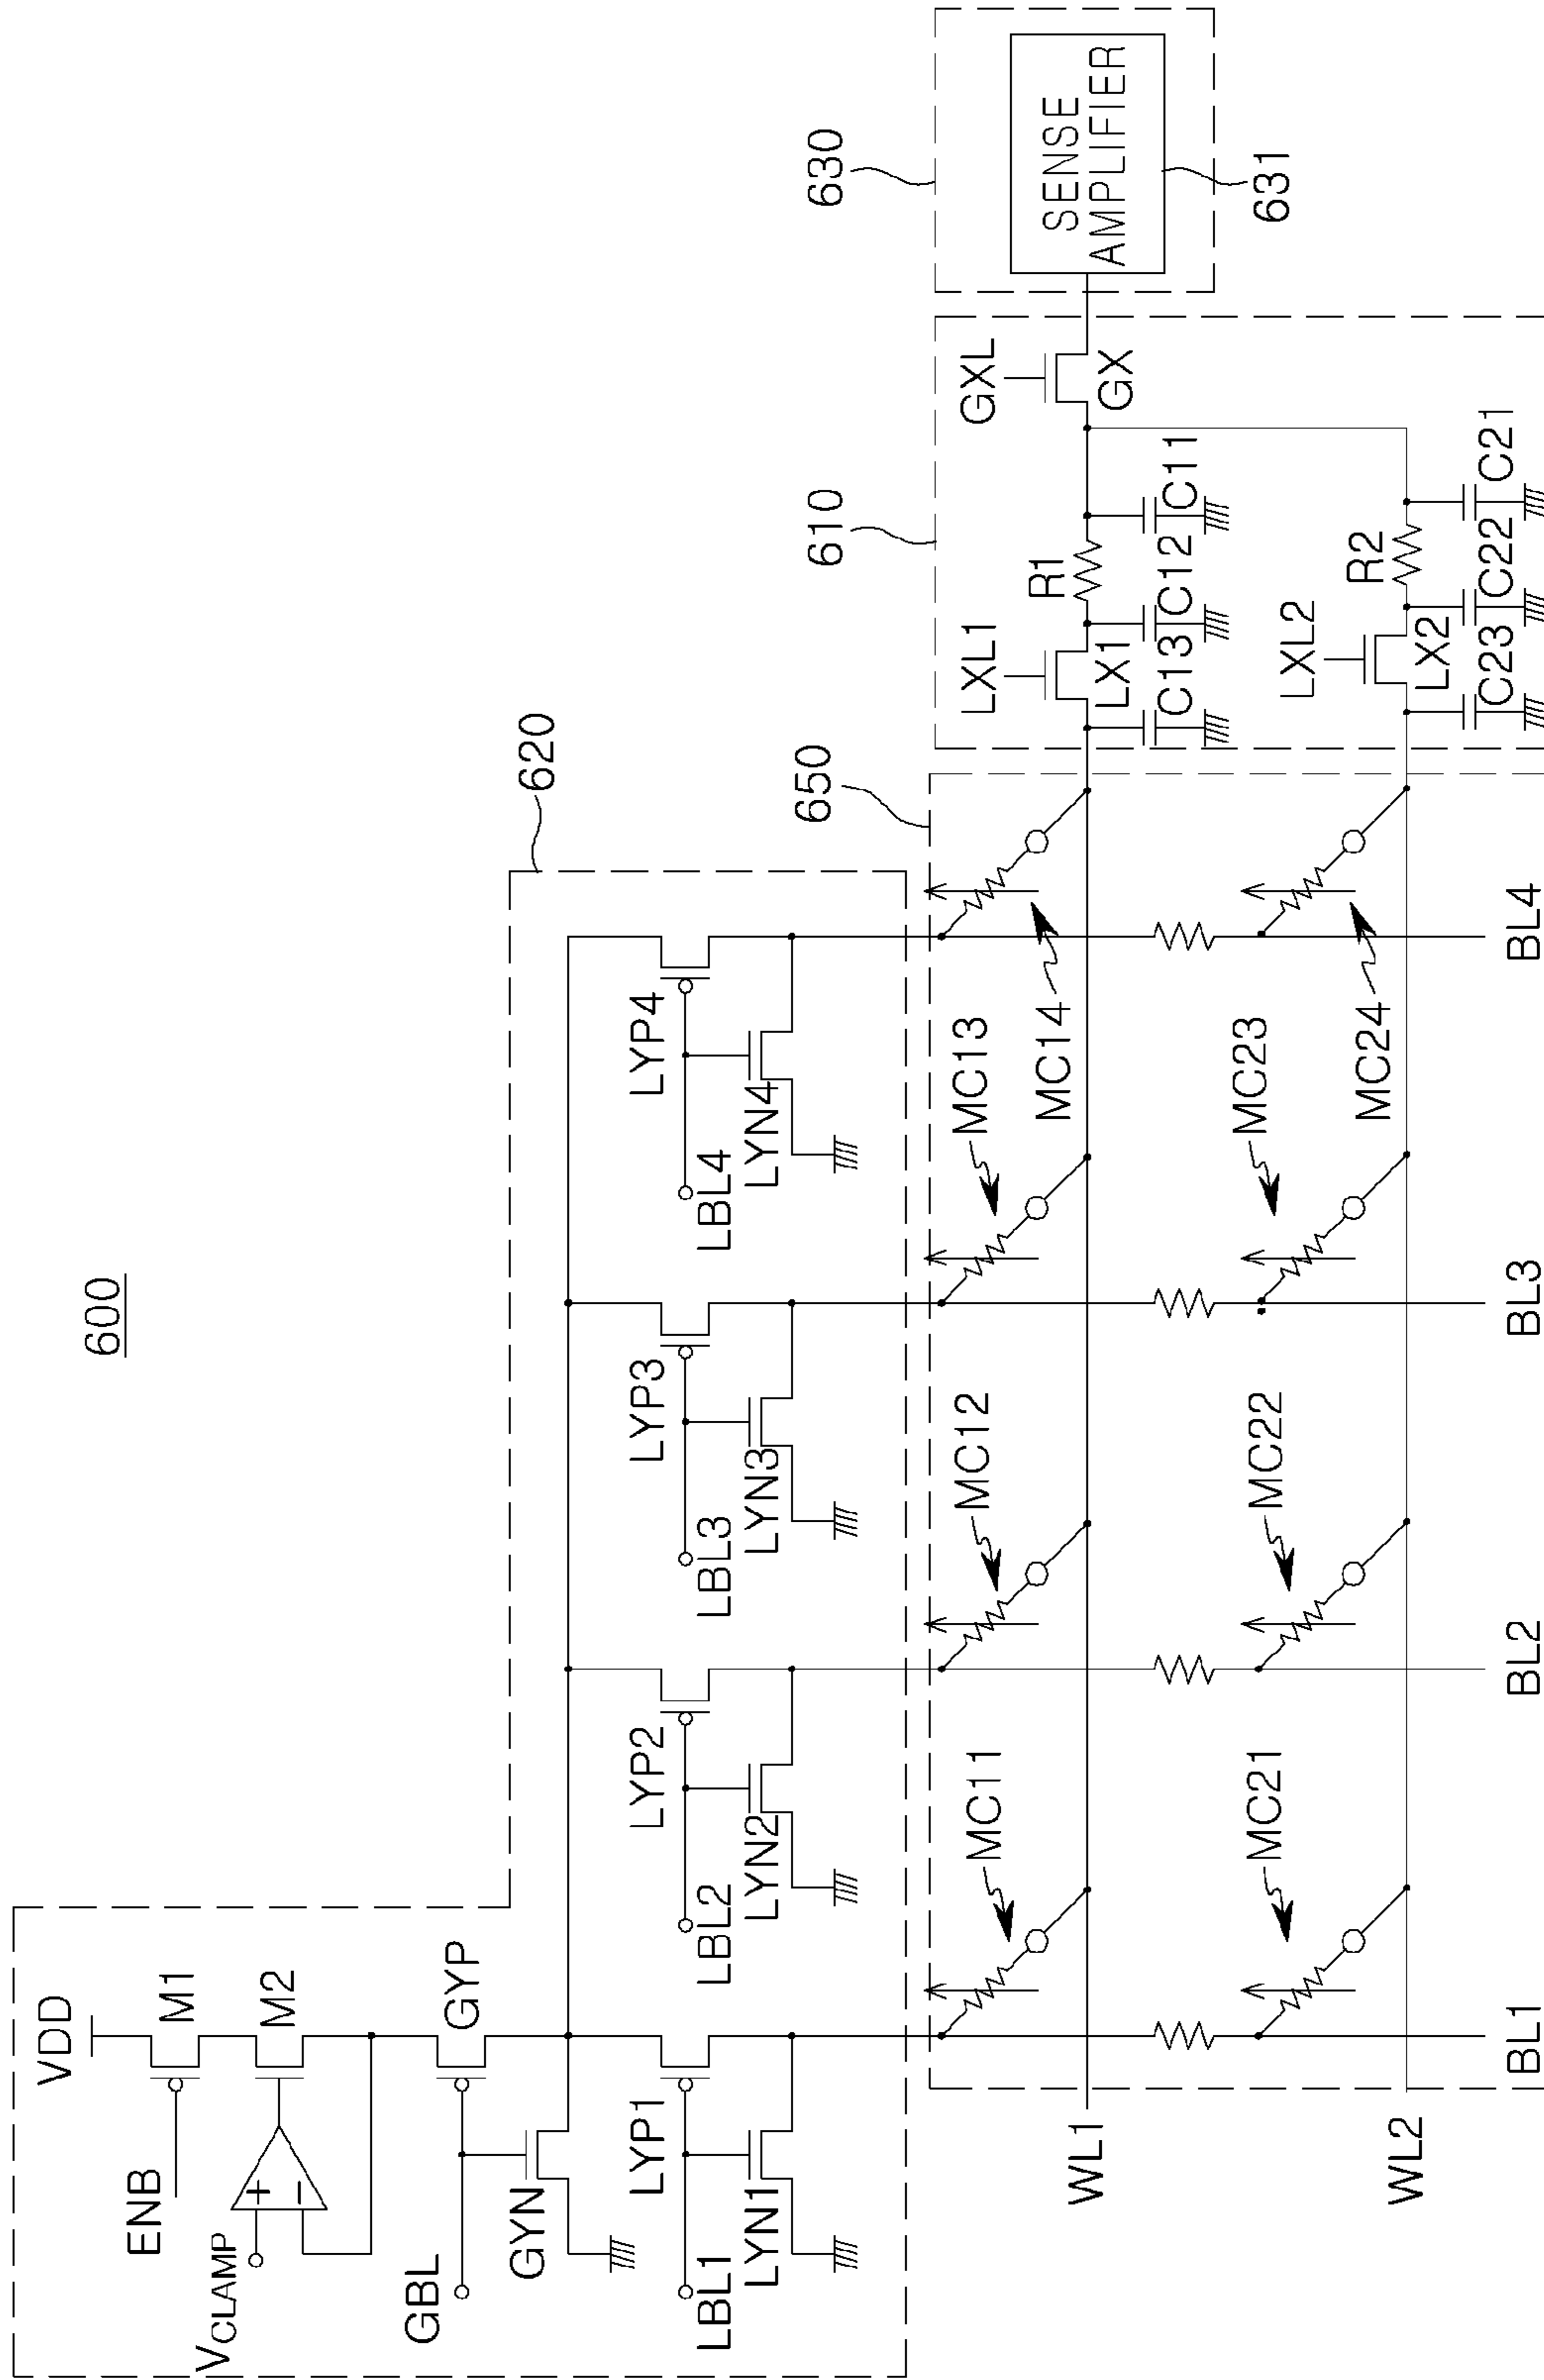 600
VDD
M1
ENB
M2
VCLAMP
GYP
GBL
GYN
620
LYP1
LYP2
LYP3
LYP4
LBL1
LBL2
LBL3
LBL4
LYN1
LYN2
LYN3
LYN4
650
610
630
MC11
MC12
MC13
MC14
WL1
LXL1
LX1
R1
C13
C12
C11
GXL
GX
SENSE
AMPLIFIER
631
MC21
MC22
MC23
MC24
WL2
LXL2
LX2
R2
C23
C22
C21
BL1
BL2
BL3
BL4